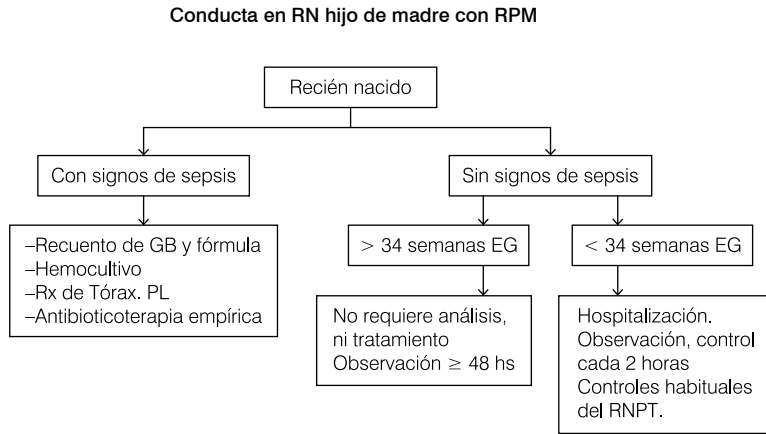 Conducta en RN hijo de madre con RPM
Recién nacido
Con signos de sepsis
Sin signos de sepsis
–Recuento de GB y fórmula
–Hemocultivo
–Rx de Tórax. PL
–Antibioticoterapia empírica
> 34 semanas EG
< 34 semanas EG
No requiere análisis,
ni tratamiento
Observación ≥ 48 hs
Hospitalización.
Observación, control
cada 2 horas
Controles habituales
del RNPT.